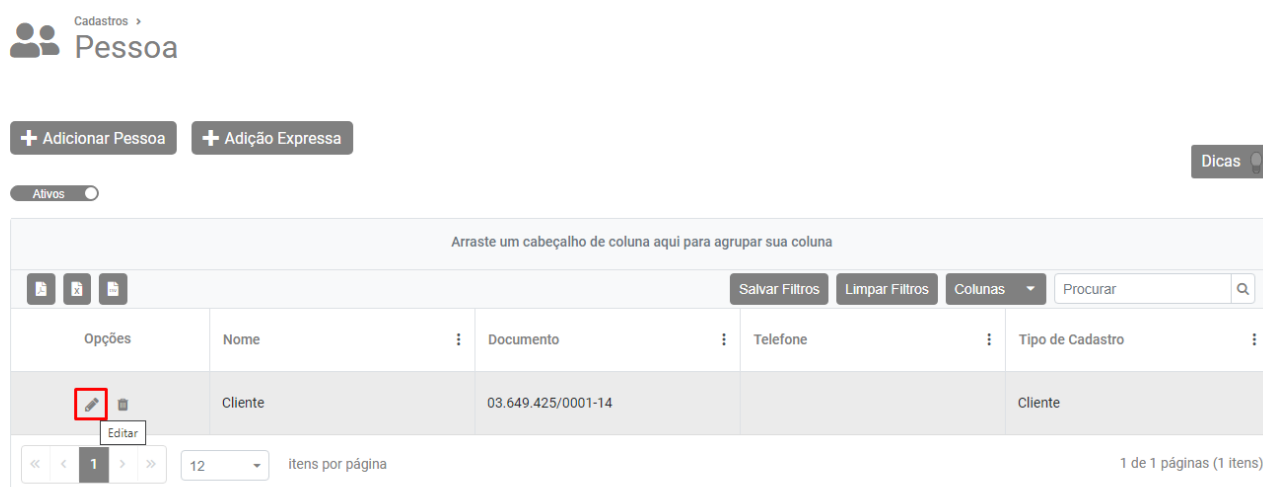 Cadastros ›
Pessoa
Adicionar Pessoa Adição Expressa
Dicas
Ativos
Arraste um cabeçalho de coluna aqui para agrupar sua coluna
Salvar Filtros Limpar Filtros Colunas Procurar
Opções Nome Documento Telefone Tipo de Cadastro
Cliente 03.649.425/0001-14 Cliente
Editar
« ‹ 1 › » 12 itens por página 1 de 1 páginas (1 itens)